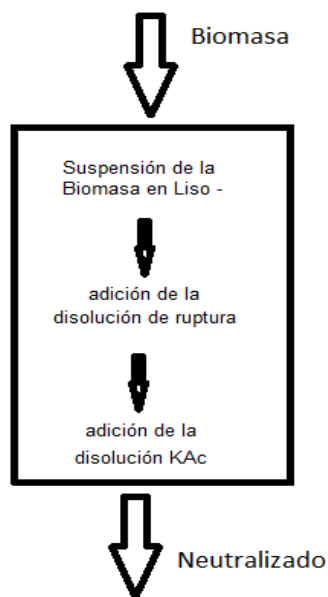 Biomasa
Suspensión de la
Biomasa en Liso -
adición de la
disolución de ruptura
adición de la
disolución KAc
Neutralizado